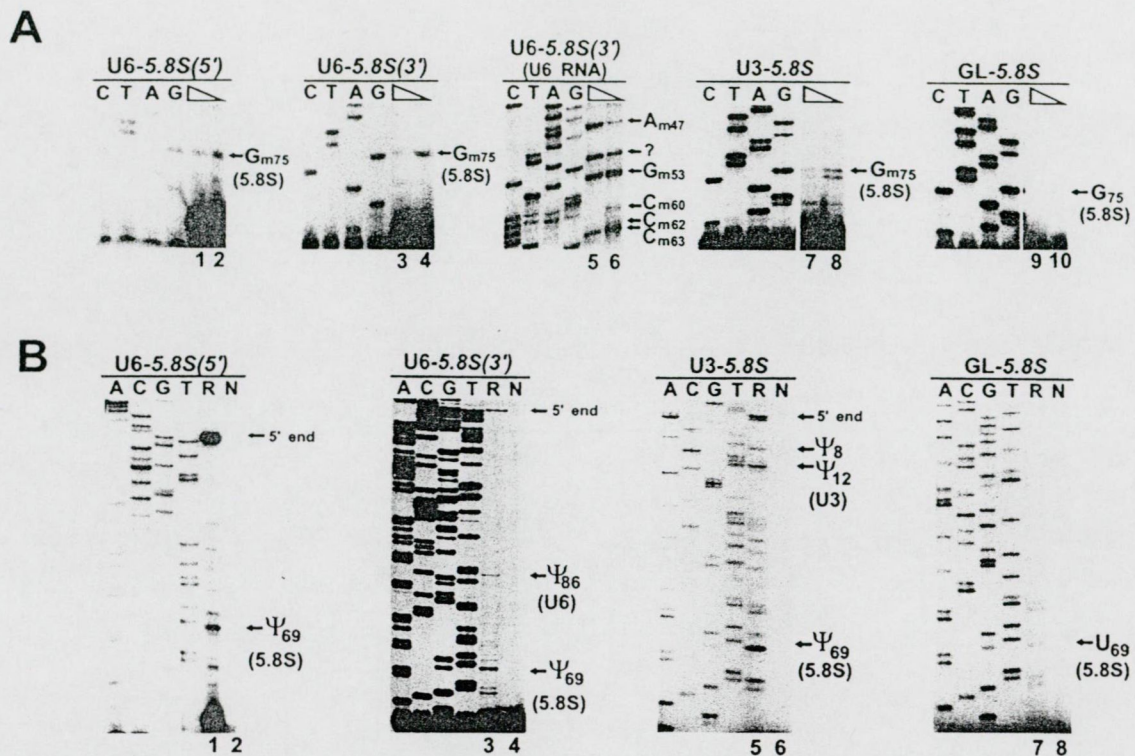 A
U6-5.8S(5')
C T A G
Gm75
(5.8S)
1 2
U6-5.8S(3')
C T A G
Gm75
(5.8S)
3 4
U6-5.8S(3')
(U6 RNA)
C T A G
Am47
?
Gm53
Cm60
Cm62
Cm63
5 6
U3-5.8S
C T A G
Gm75
(5.8S)
7 8
GL-5.8S
C T A G
G75
(5.8S)
9 10
B
U6-5.8S(5')
A C G T R N
5' end
Ψ69
(5.8S)
1 2
U6-5.8S(3')
A C G T R N
5' end
Ψ86
(U6)
Ψ69
(5.8S)
3 4
U3-5.8S
A C G T R N
5' end
Ψ8
Ψ12
(U3)
Ψ69
(5.8S)
5 6
GL-5.8S
A C G T R N
U69
(5.8S)
7 8